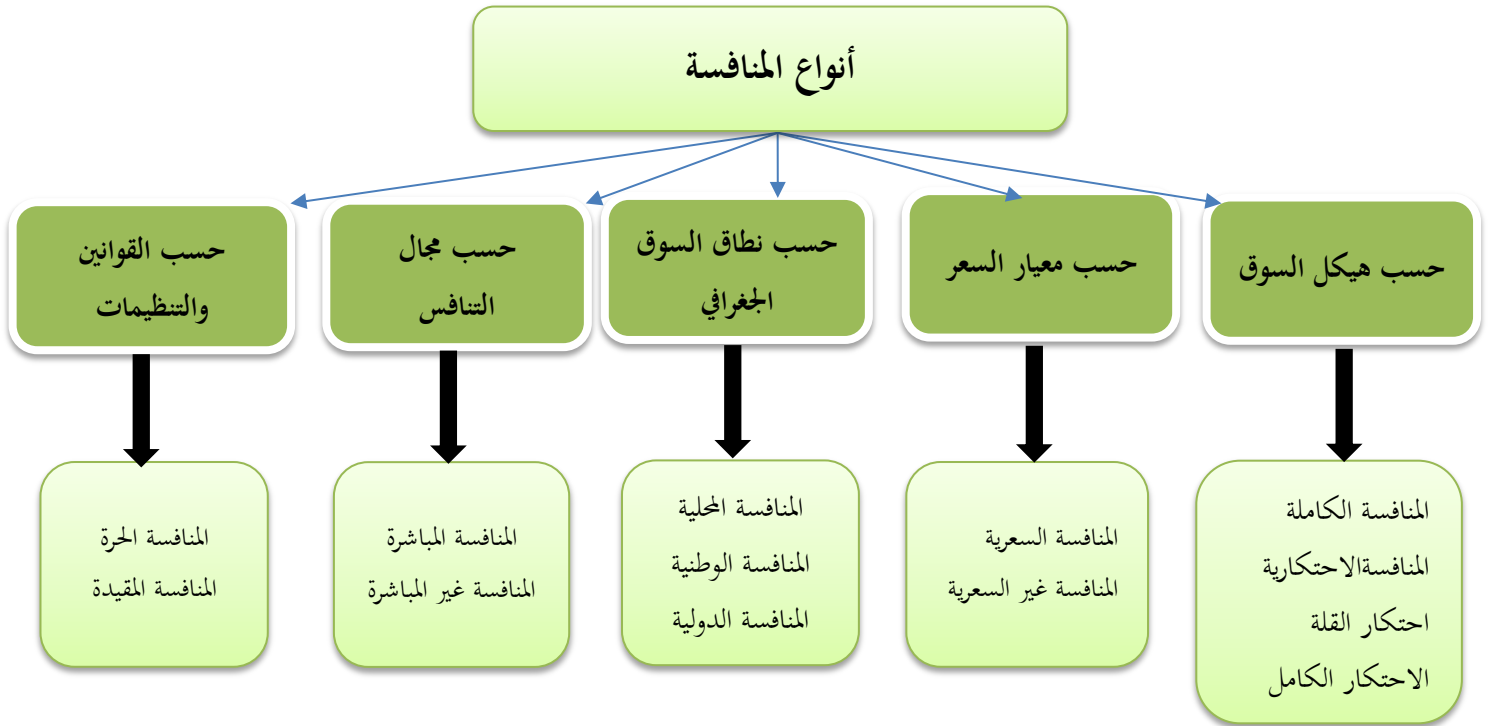 أنواع المنافسة
حسب هيكل السوق
حسب معيار السعر
حسب نطاق السوق
الجغرافي
حسب مجال
التنافس
حسب القوانين
والتنظيمات
المنافسة الكاملة
المنافسةالاحتكارية
احتكار القلة
الاحتكار الكامل
المنافسة السعرية
المنافسة غير السعرية
المنافسة المحلية
المنافسة الوطنية
المنافسة الدولية
المنافسة المباشرة
المنافسة غير المباشرة
المنافسة الحرة
المنافسة المقيدة